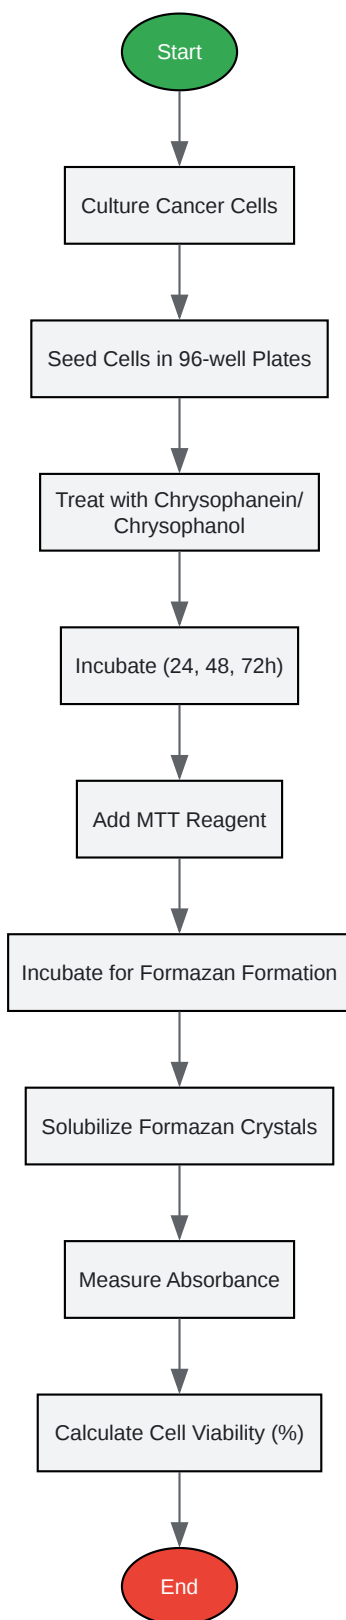 Start
Culture Cancer Cells
Seed Cells in 96-well Plates
Treat with Chrysophanein/
Chrysophanol
Incubate (24, 48, 72h)
Add MTT Reagent
Incubate for Formazan Formation
Solubilize Formazan Crystals
Measure Absorbance
Calculate Cell Viability (%)
End